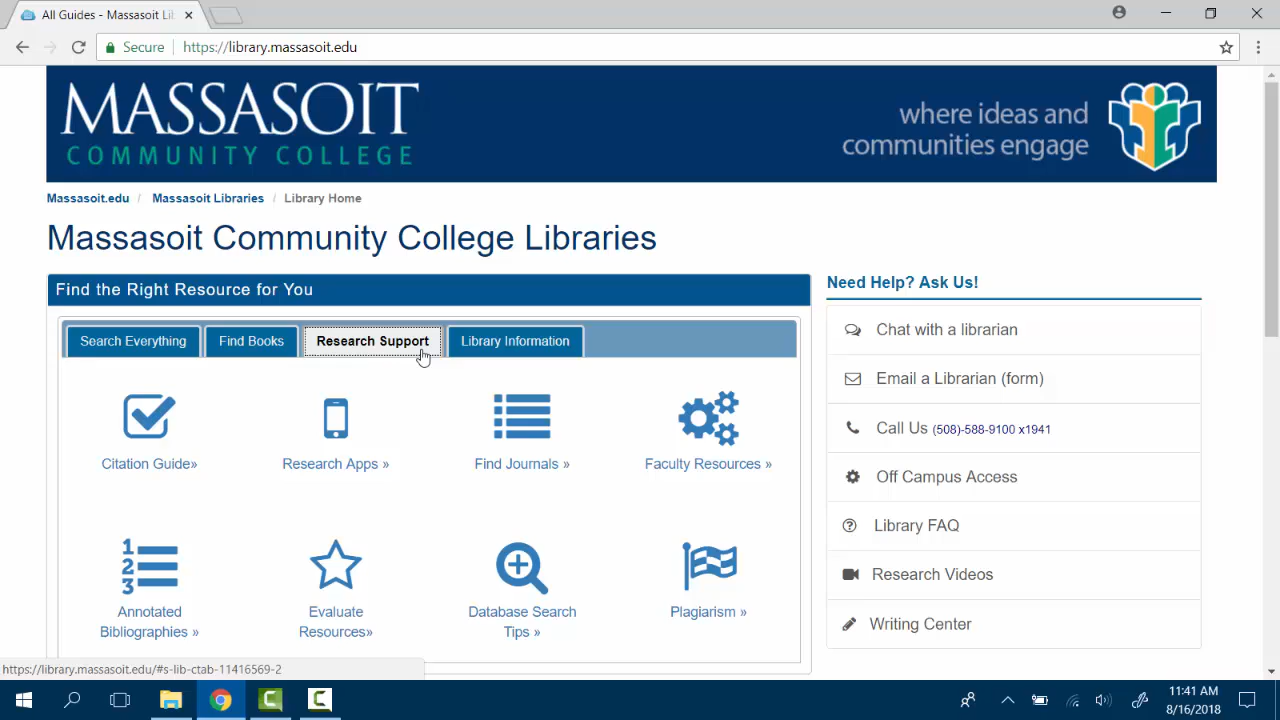 All Guides - Massasoit Lib
Secure
https://library.massasoit.edu
MASSASOIT
COMMUNITY COLLEGE
where ideas and
communities engage
Massasoit.edu / Massasoit Libraries / Library Home
Massasoit Community College Libraries
Find the Right Resource for You
Search Everything
Find Books
Research Support
Library Information
Citation Guide»
Research Apps »
Find Journals »
Faculty Resources »
1
2
3
Annotated
Bibliographies »
Evaluate
Resources»
Database Search
Tips »
Plagiarism »
Need Help? Ask Us!
Chat with a librarian
Email a Librarian (form)
Call Us (508)-588-9100 x1941
Off Campus Access
Library FAQ
Research Videos
Writing Center
https://library.massasoit.edu/#s-lib-ctab-11416569-2
11:41 AM
8/16/2018